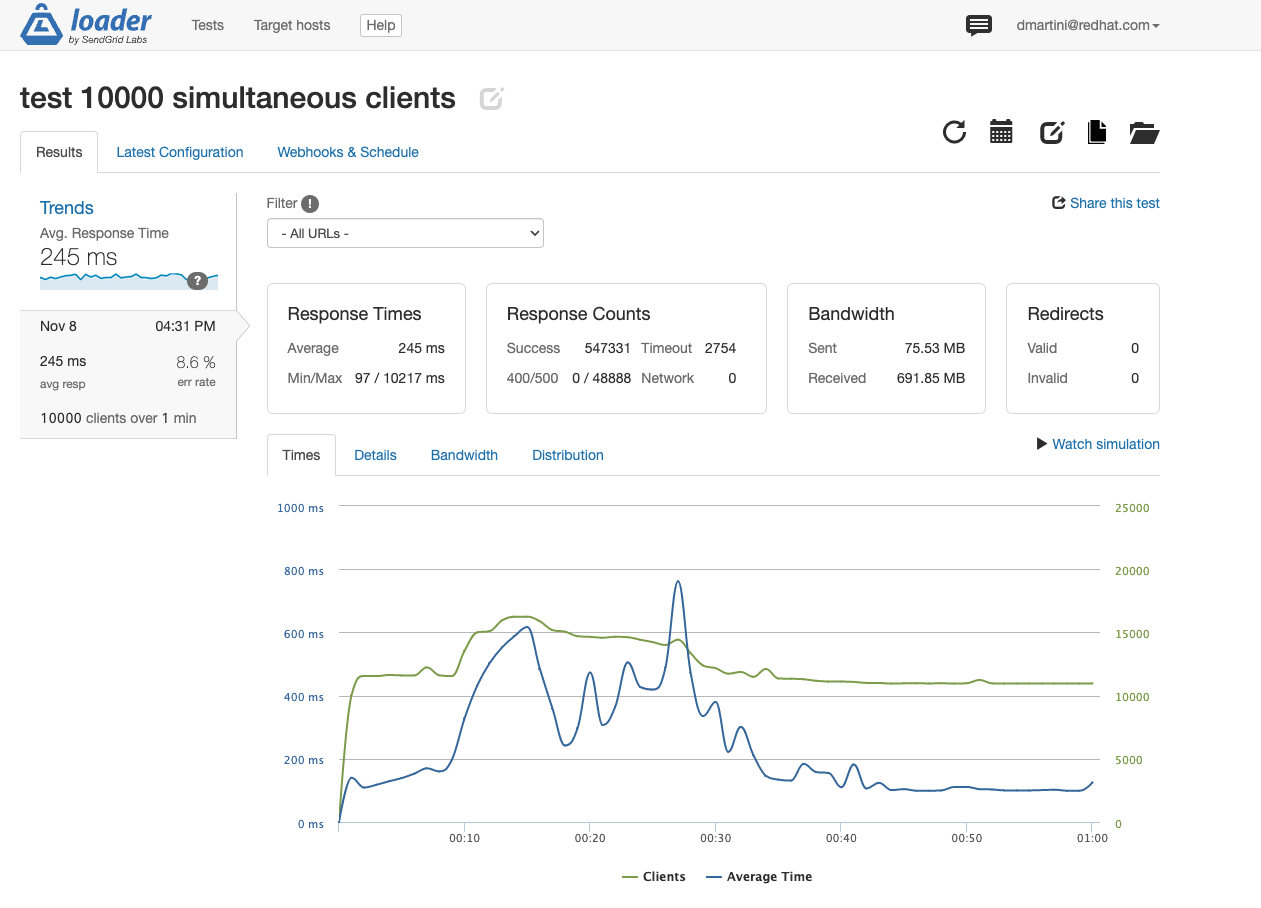 loader
by SendGrid Labs
Tests Target hosts Help
dmartini@redhat.com
test 10000 simultaneous clients
Results Latest Configuration Webhooks & Schedule
Trends
Avg. Response Time
245 ms
?
Nov 8 04:31 PM
245 ms 8.6 %
avg resp err rate
10000 clients over 1 min
Filter !
- All URLs -
Share this test
Response Times
Average 245 ms
Min/Max 97 / 10217 ms
Response Counts
Success 547331 Timeout 2754
400/500 0 / 48888 Network 0
Bandwidth
Sent 75.53 MB
Received 691.85 MB
Redirects
Valid 0
Invalid 0
Times Details Bandwidth Distribution
Watch simulation
1000 ms 25000
800 ms 20000
600 ms 15000
400 ms 10000
200 ms 5000
0 ms 0
00:10 00:20 00:30 00:40 00:50 01:00
Clients Average Time